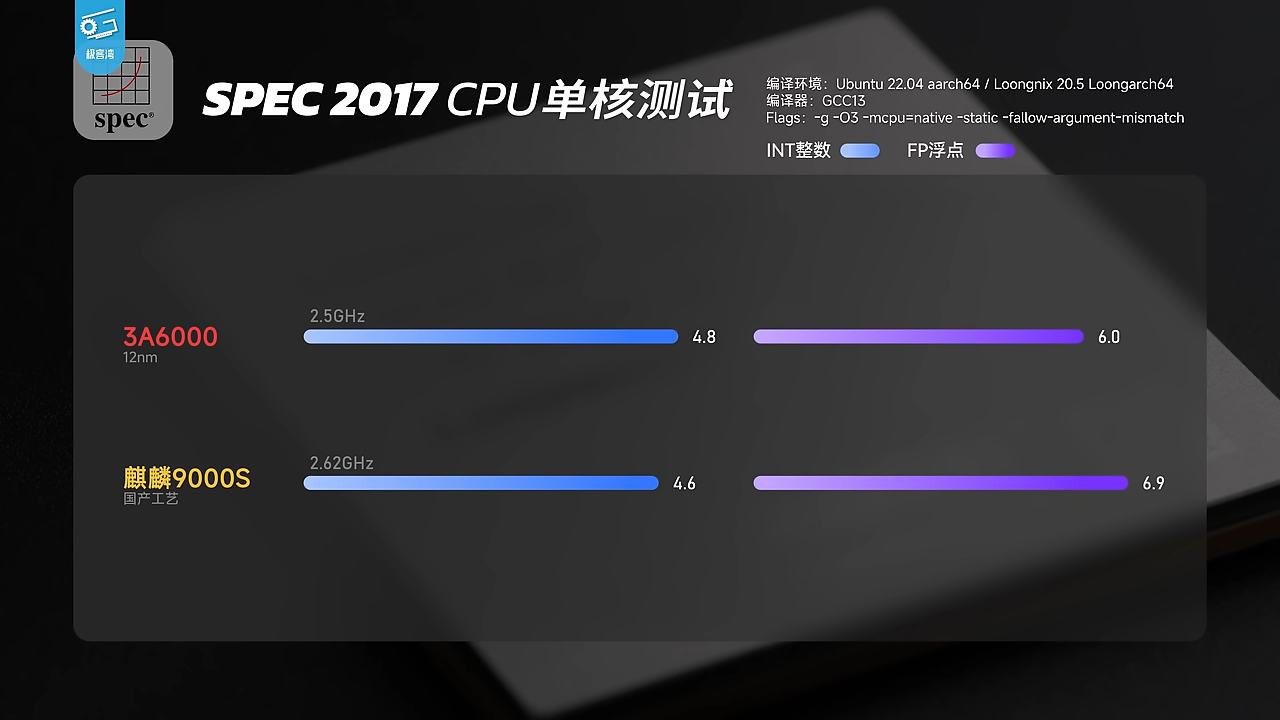 极客湾
spec®
SPEC 2017 CPU单核测试
编译环境：Ubuntu 22.04 aarch64 / Loongnix 20.5 Loongarch64
编译器：GCC13
Flags：-g -O3 -mcpu=native -static -fallow-argument-mismatch
INT整数 FP浮点
2.5GHz
3A6000 4.8 6.0
12nm
2.62GHz
麒麟9000S 4.6 6.9
国产工艺